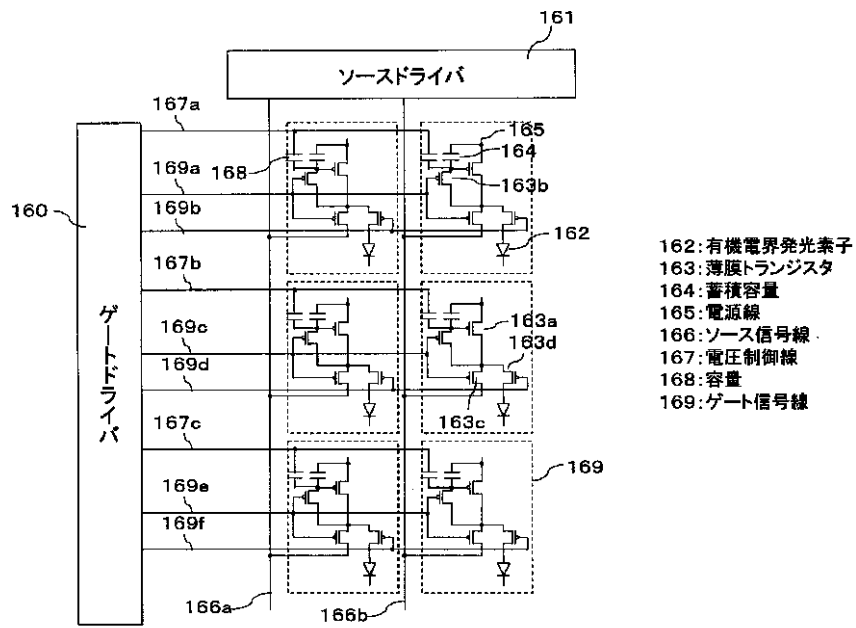 161
ソースドライバ
167a
165
164
168
169a
163b
160
169b
162
167b
ゲートドライバ
163a
169c
163d
169d
163c
167c
169
169e
169f
166a
166b
162:有機電界発光素子
163:薄膜トランジスタ
164:蓄積容量
165:電源線
166:ソース信号線
167:電圧制御線
168:容量
169:ゲート信号線